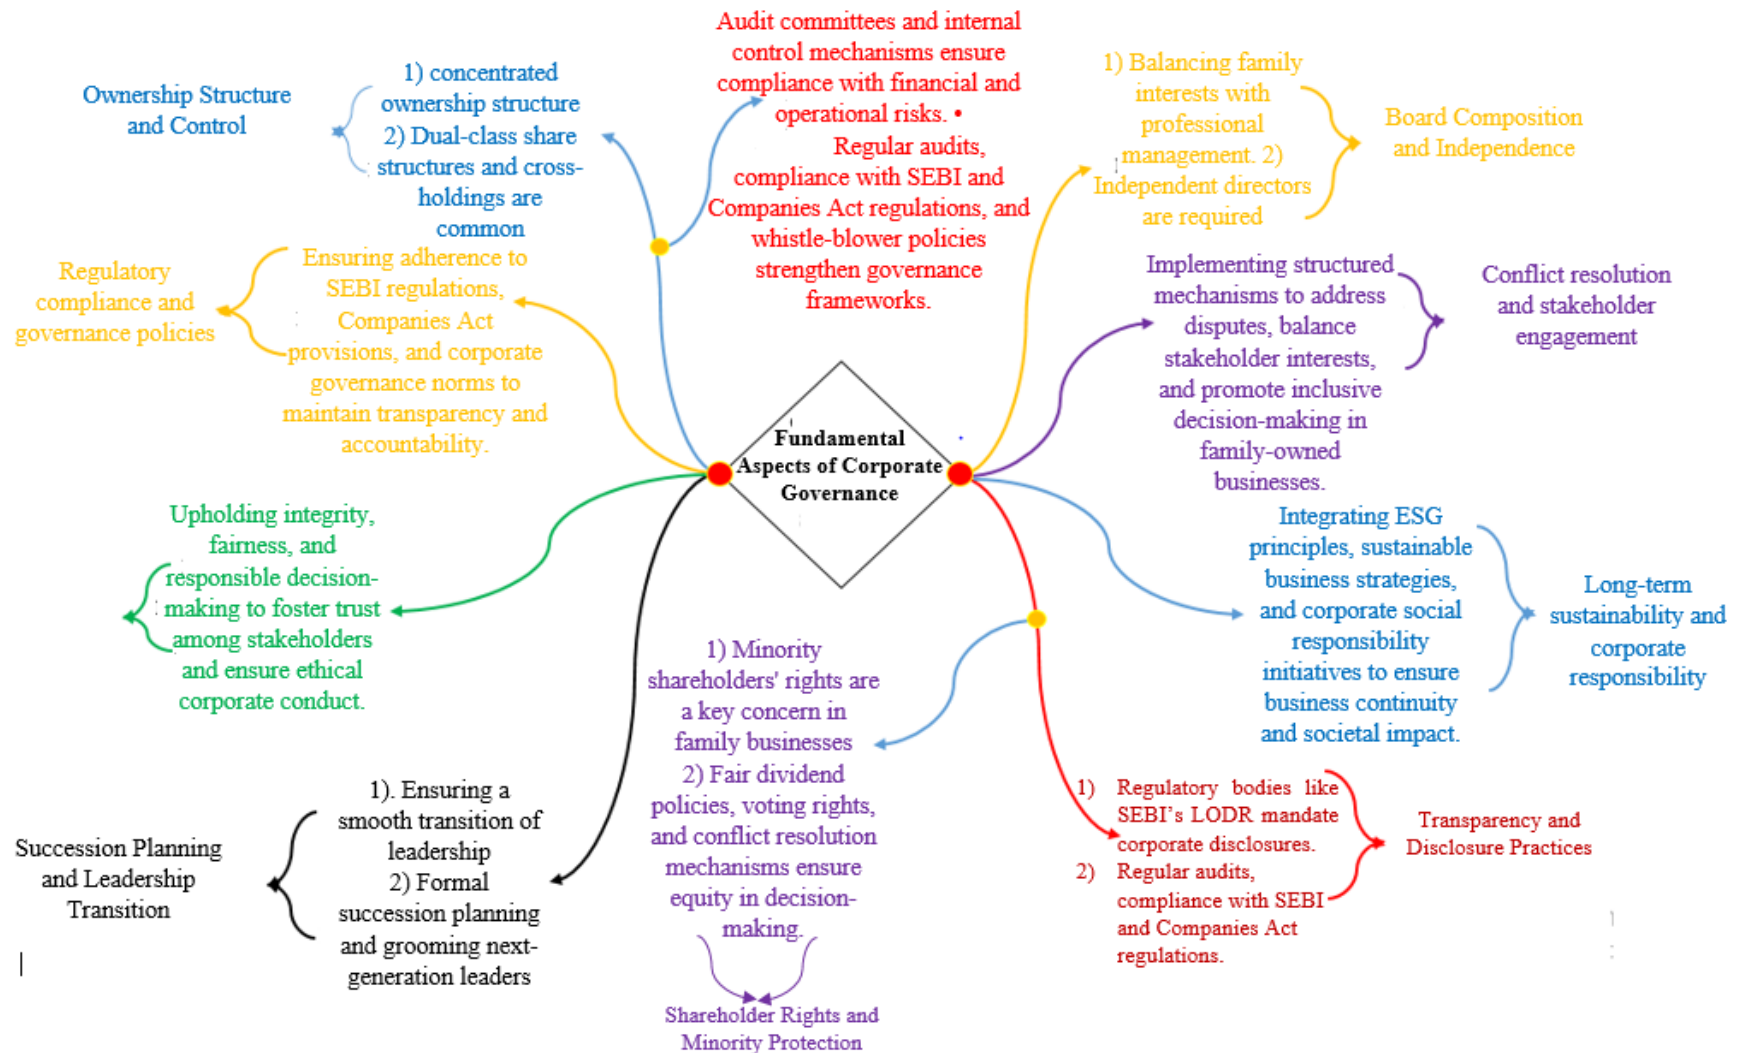 Ownership Structure
and Control
1) concentrated
ownership structure
2) Dual-class share
structures and cross-
holdings are
common
Audit committees and internal
control mechanisms ensure
compliance with financial and
operational risks. •
Regular audits,
compliance with SEBI and
Companies Act regulations, and
whistle-blower policies
strengthen governance
frameworks.
1) Balancing family
interests with
professional
management. 2)
Independent directors
are required
Board Composition
and Independence
Regulatory
compliance and
governance policies
Ensuring adherence to
SEBI regulations,
Companies Act
provisions, and corporate
governance norms to
maintain transparency and
accountability.
Implementing structured
mechanisms to address
disputes, balance
stakeholder interests,
and promote inclusive
decision-making in
family-owned
businesses.
Conflict resolution
and stakeholder
engagement
Fundamental
Aspects of Corporate
Governance
Upholding integrity,
fairness, and
responsible decision-
making to foster trust
among stakeholders
and ensure ethical
corporate conduct.
Integrating ESG
principles, sustainable
business strategies,
and corporate social
responsibility
initiatives to ensure
business continuity
and societal impact.
Long-term
sustainability and
corporate
responsibility
Succession Planning
and Leadership
Transition
1). Ensuring a
smooth transition of
leadership
2) Formal
succession planning
and grooming next-
generation leaders
1) Minority
shareholders' rights are
a key concern in
family businesses
2) Fair dividend
policies, voting rights,
and conflict resolution
mechanisms ensure
equity in decision-
making.
Shareholder Rights and
Minority Protection
1) Regulatory bodies like
SEBI’s LODR mandate
corporate disclosures.
2) Regular audits,
compliance with SEBI
and Companies Act
regulations.
Transparency and
Disclosure Practices